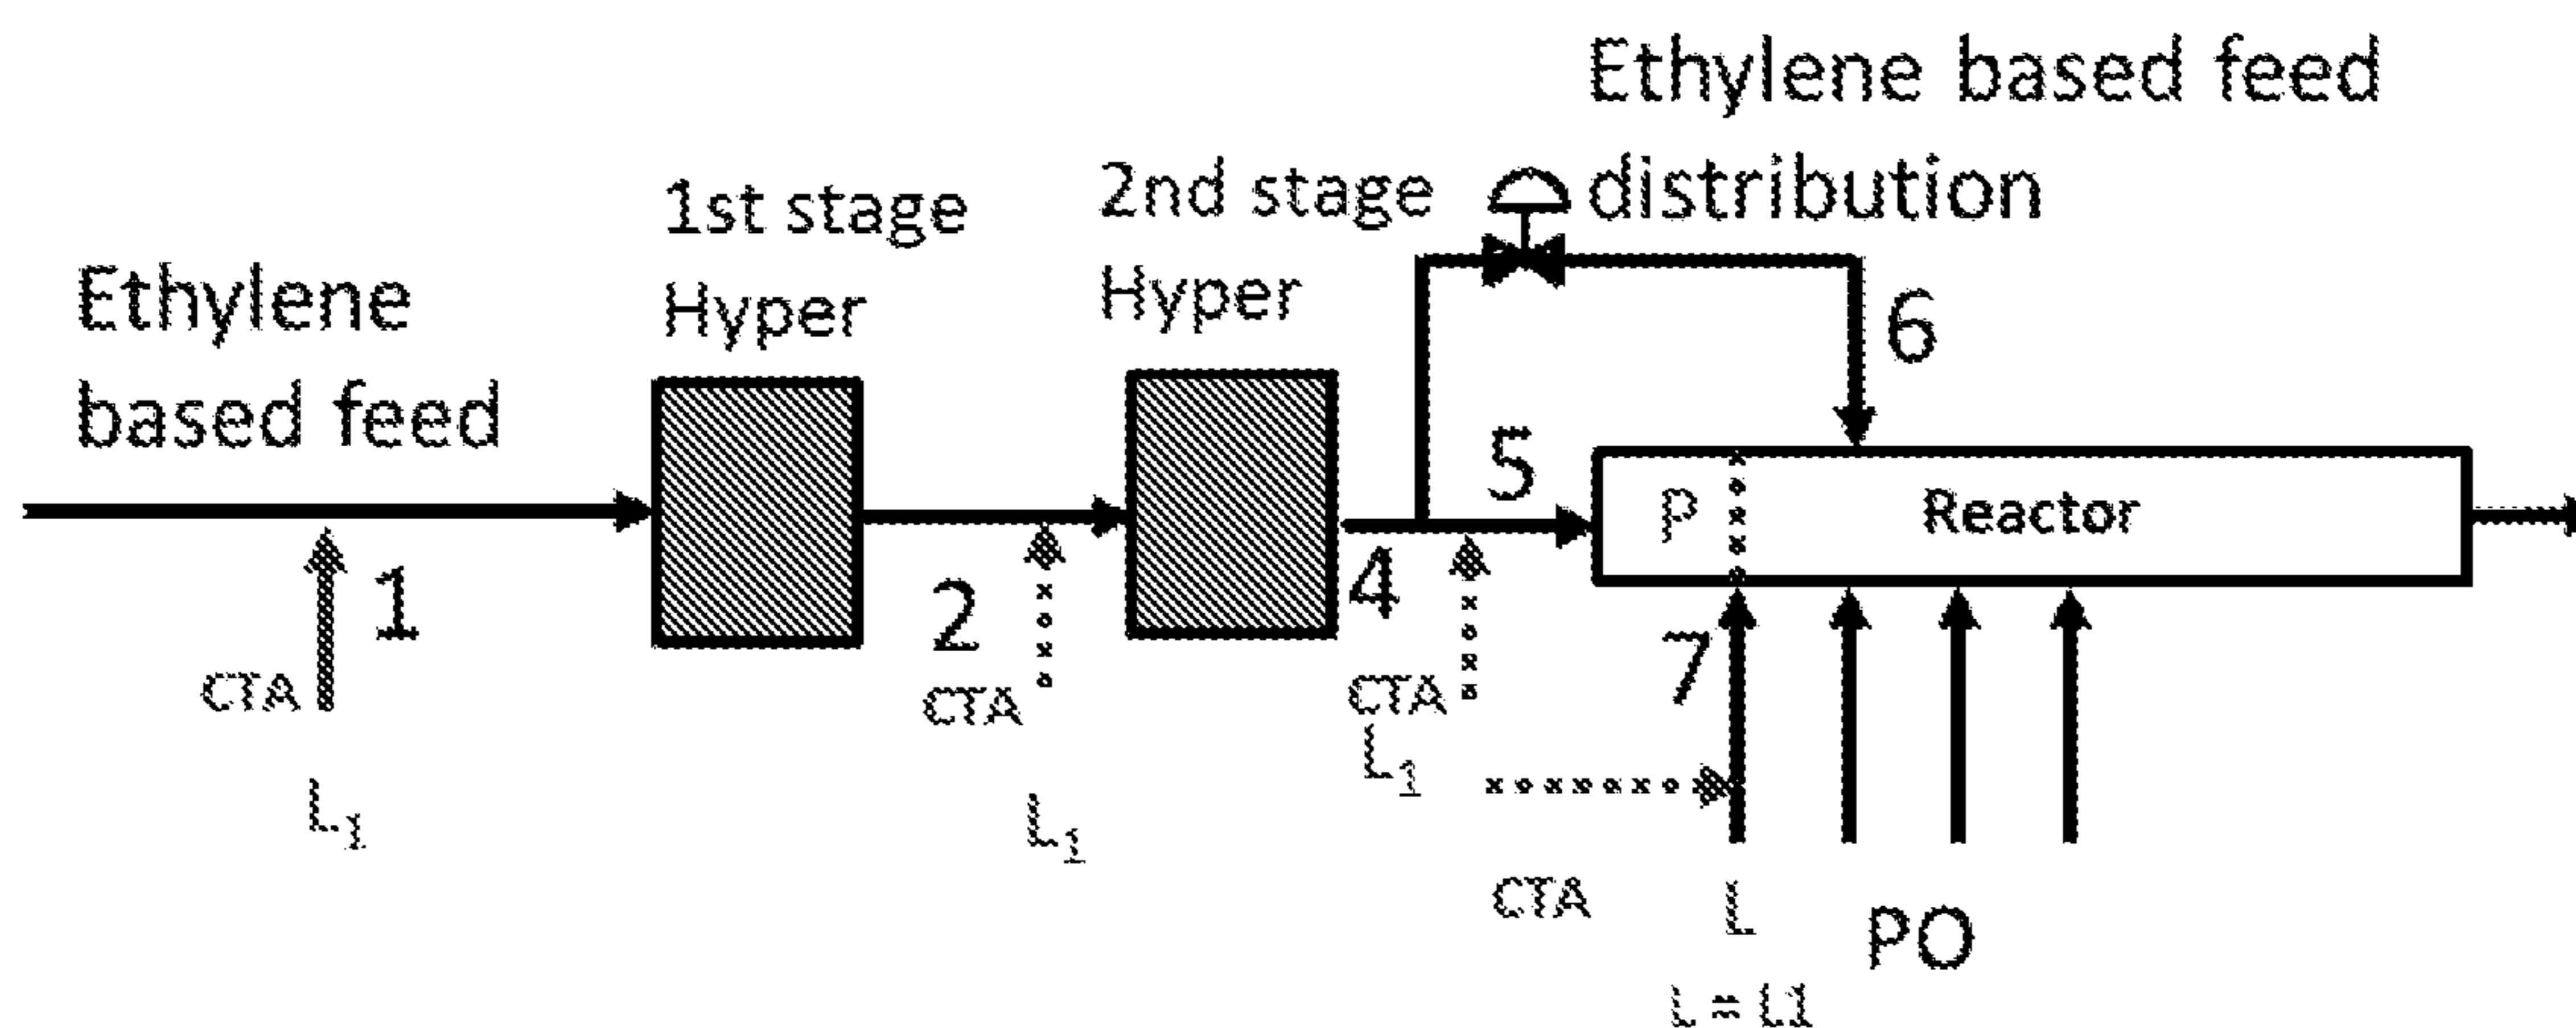 Ethylene based feed
distribution
1st stage
Hyper
2nd stage
Hyper
Ethylene
based feed
1
CTA
L₁
2
CTA
L₁
4
5
6
CTA
L₁
P
Reactor
7
CTA
L
L = L1
PO